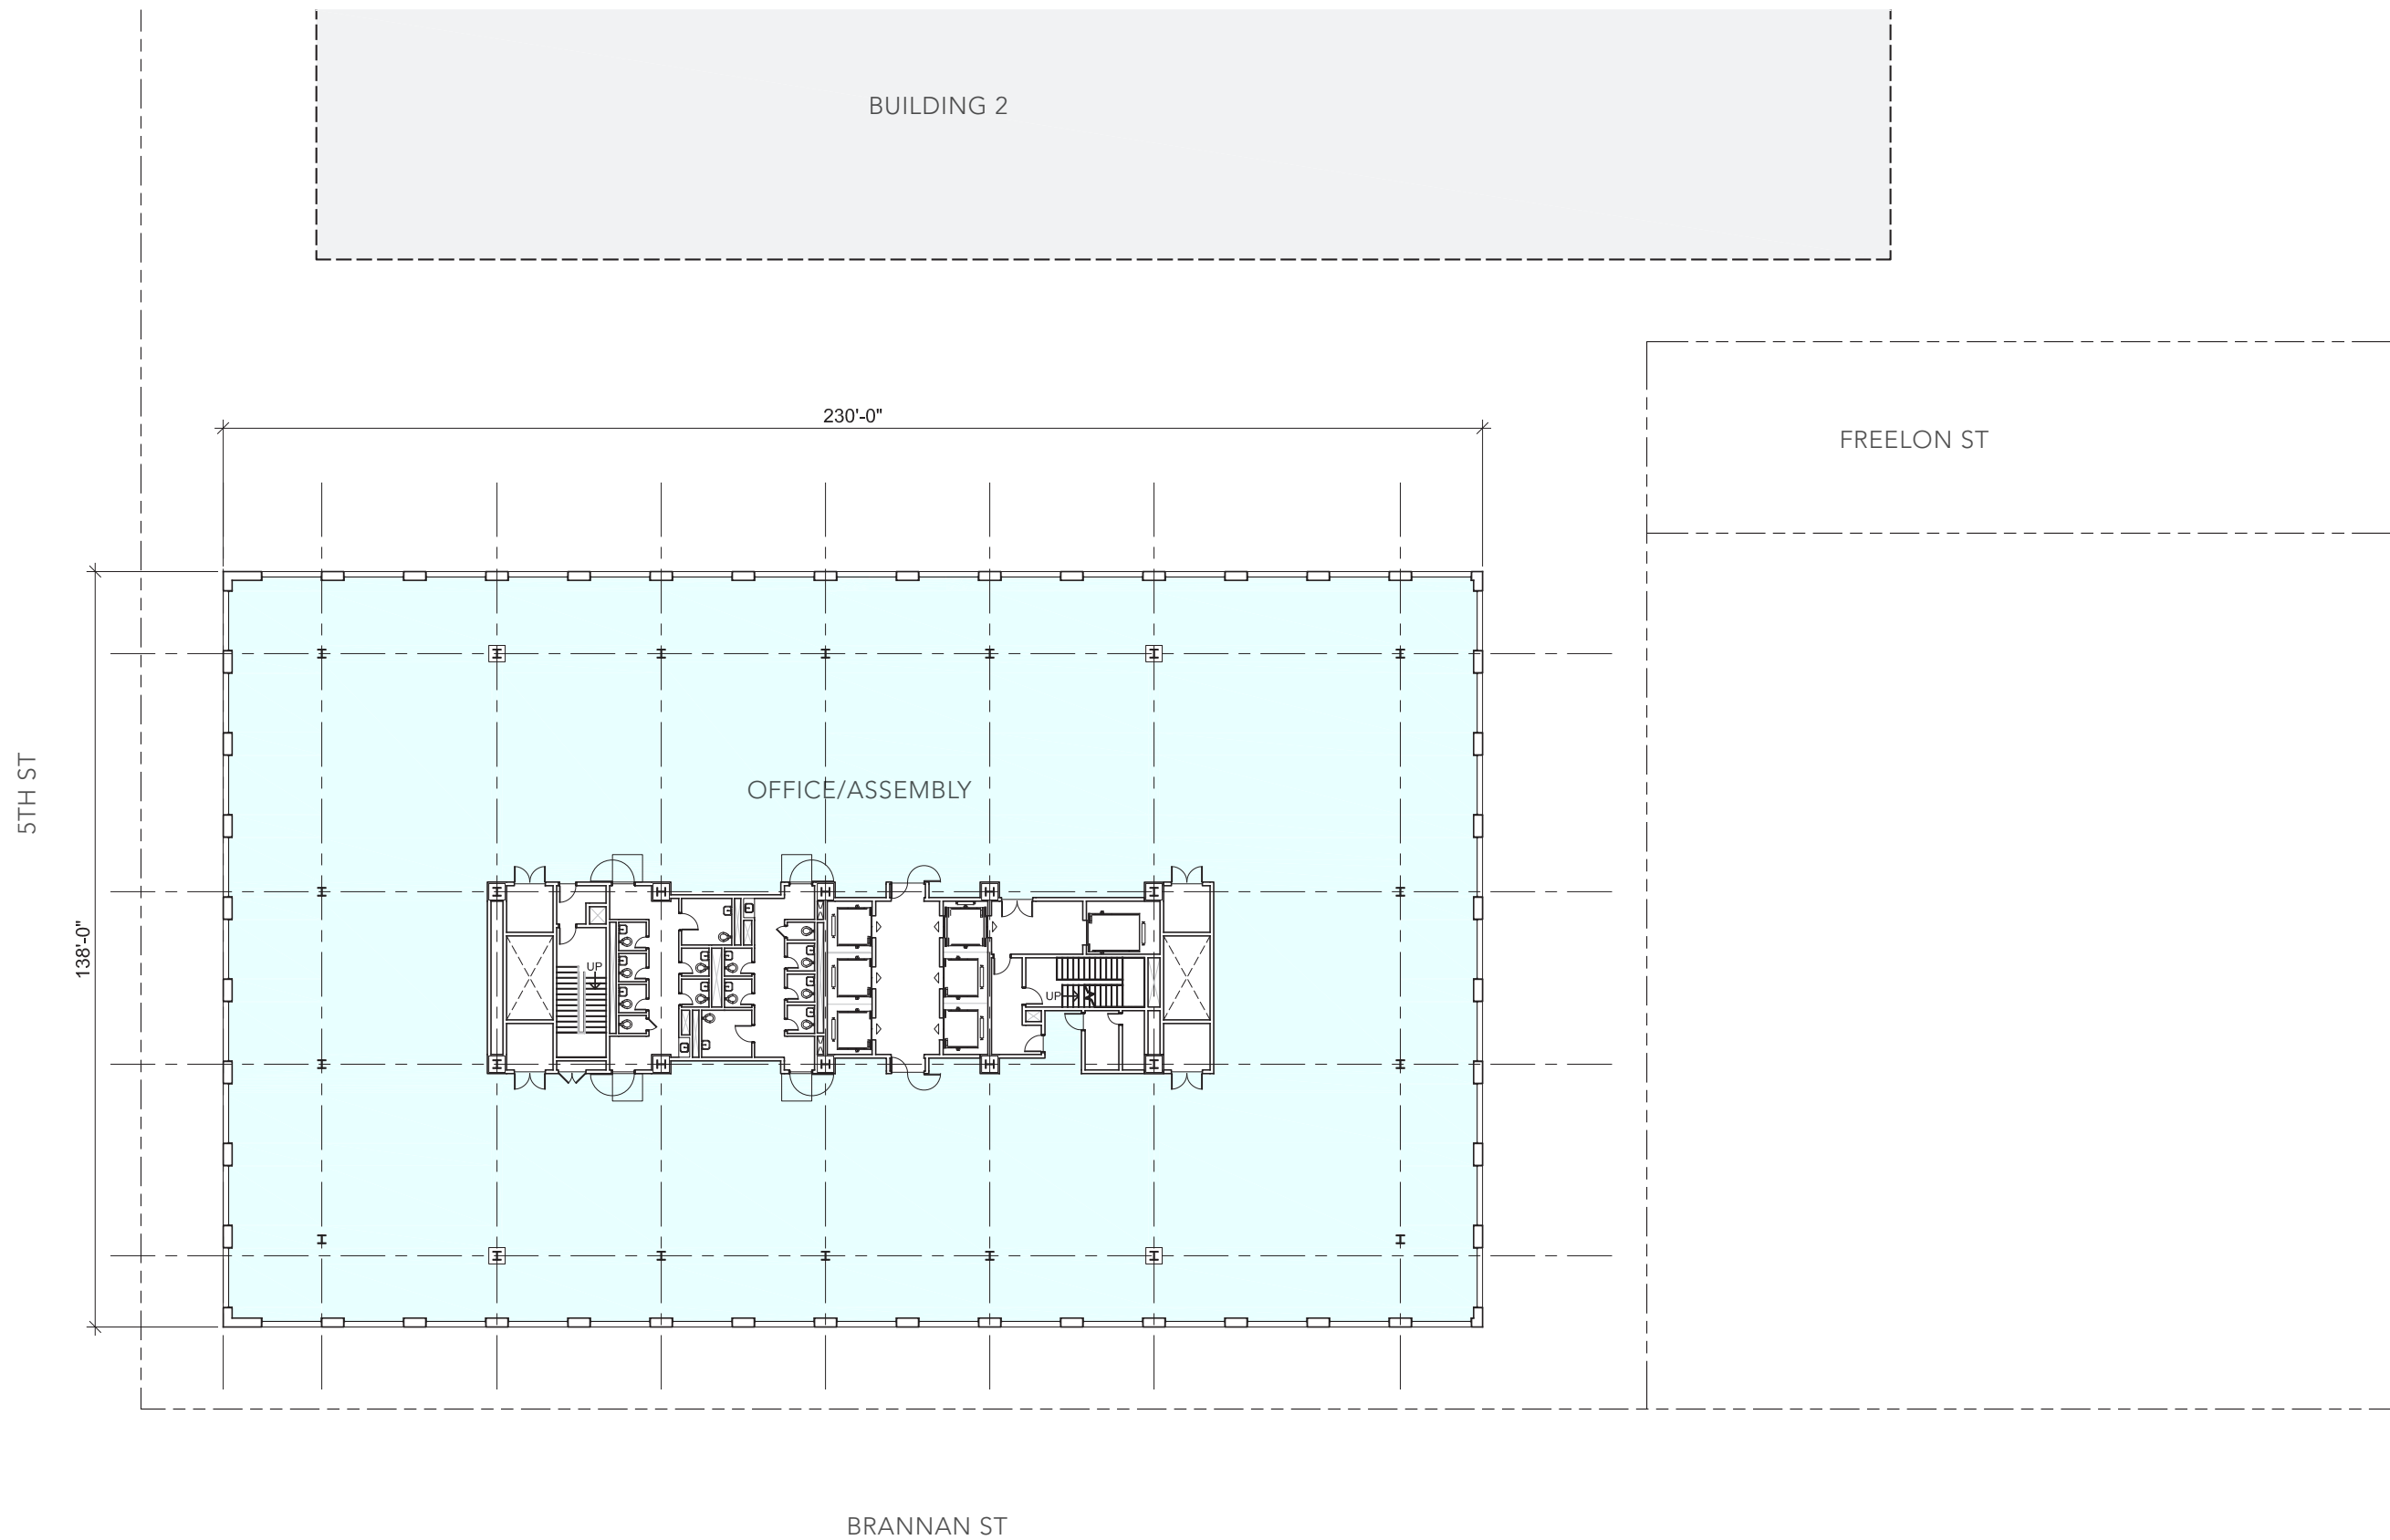 BUILDING 2
230'-0"
FREELON ST
5TH ST
138'-0"
OFFICE/ASSEMBLY
UP
UP
BRANNAN ST